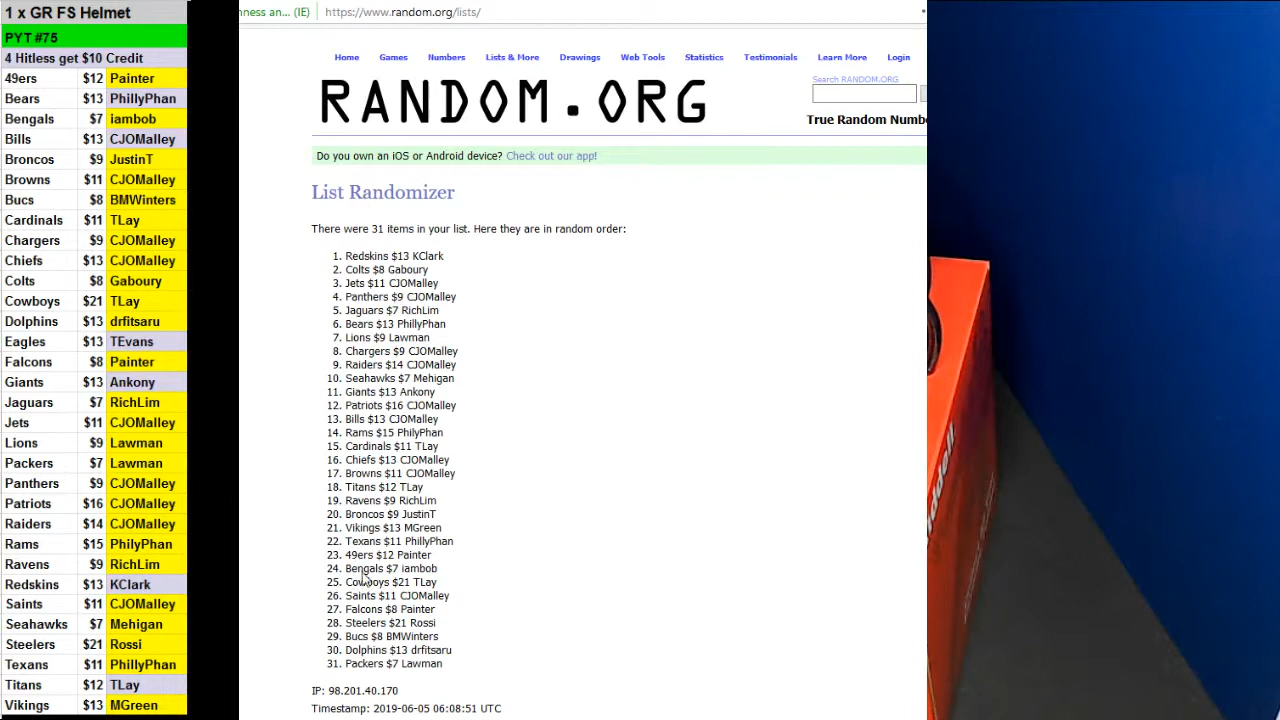 1 x GR FS Helmet
PYT #75
4 Hitless get $10 Credit
49ers $12 Painter
Bears $13 PhillyPhan
Bengals $7 iambob
Bills $13 CJOMalley
Broncos $9 JustinT
Browns $11 CJOMalley
Bucs $8 BMWinters
Cardinals $11 TLay
Chargers $9 CJOMalley
Chiefs $13 CJOMalley
Colts $8 Gaboury
Cowboys $21 TLay
Dolphins $13 drfitsaru
Eagles $13 TEvans
Falcons $8 Painter
Giants $13 Ankony
Jaguars $7 RichLim
Jets $11 CJOMalley
Lions $9 Lawman
Packers $7 Lawman
Panthers $9 CJOMalley
Patriots $16 CJOMalley
Raiders $14 CJOMalley
Rams $15 PhilyPhan
Ravens $9 RichLim
Redskins $13 KClark
Saints $11 CJOMalley
Seahawks $7 Mehigan
Steelers $21 Rossi
Texans $11 PhillyPhan
Titans $12 TLay
Vikings $13 MGreen
nness an... (IE) https://www.random.org/lists/
Home Games Numbers Lists & More Drawings Web Tools Statistics Testimonials Learn More Login
Search RANDOM.ORG
RANDOM.ORG
True Random Numbe
Do you own an iOS or Android device? Check out our app!
List Randomizer
There were 31 items in your list. Here they are in random order:
1. Redskins $13 KClark
2. Colts $8 Gaboury
3. Jets $11 CJOMalley
4. Panthers $9 CJOMalley
5. Jaguars $7 RichLim
6. Bears $13 PhillyPhan
7. Lions $9 Lawman
8. Chargers $9 CJOMalley
9. Raiders $14 CJOMalley
10. Seahawks $7 Mehigan
11. Giants $13 Ankony
12. Patriots $16 CJOMalley
13. Bills $13 CJOMalley
14. Rams $15 PhilyPhan
15. Cardinals $11 TLay
16. Chiefs $13 CJOMalley
17. Browns $11 CJOMalley
18. Titans $12 TLay
19. Ravens $9 RichLim
20. Broncos $9 JustinT
21. Vikings $13 MGreen
22. Texans $11 PhillyPhan
23. 49ers $12 Painter
24. Bengals $7 iambob
25. Cowboys $21 TLay
26. Saints $11 CJOMalley
27. Falcons $8 Painter
28. Steelers $21 Rossi
29. Bucs $8 BMWinters
30. Dolphins $13 drfitsaru
31. Packers $7 Lawman
IP: 98.201.40.170
Timestamp: 2019-06-05 06:08:51 UTC
ddell